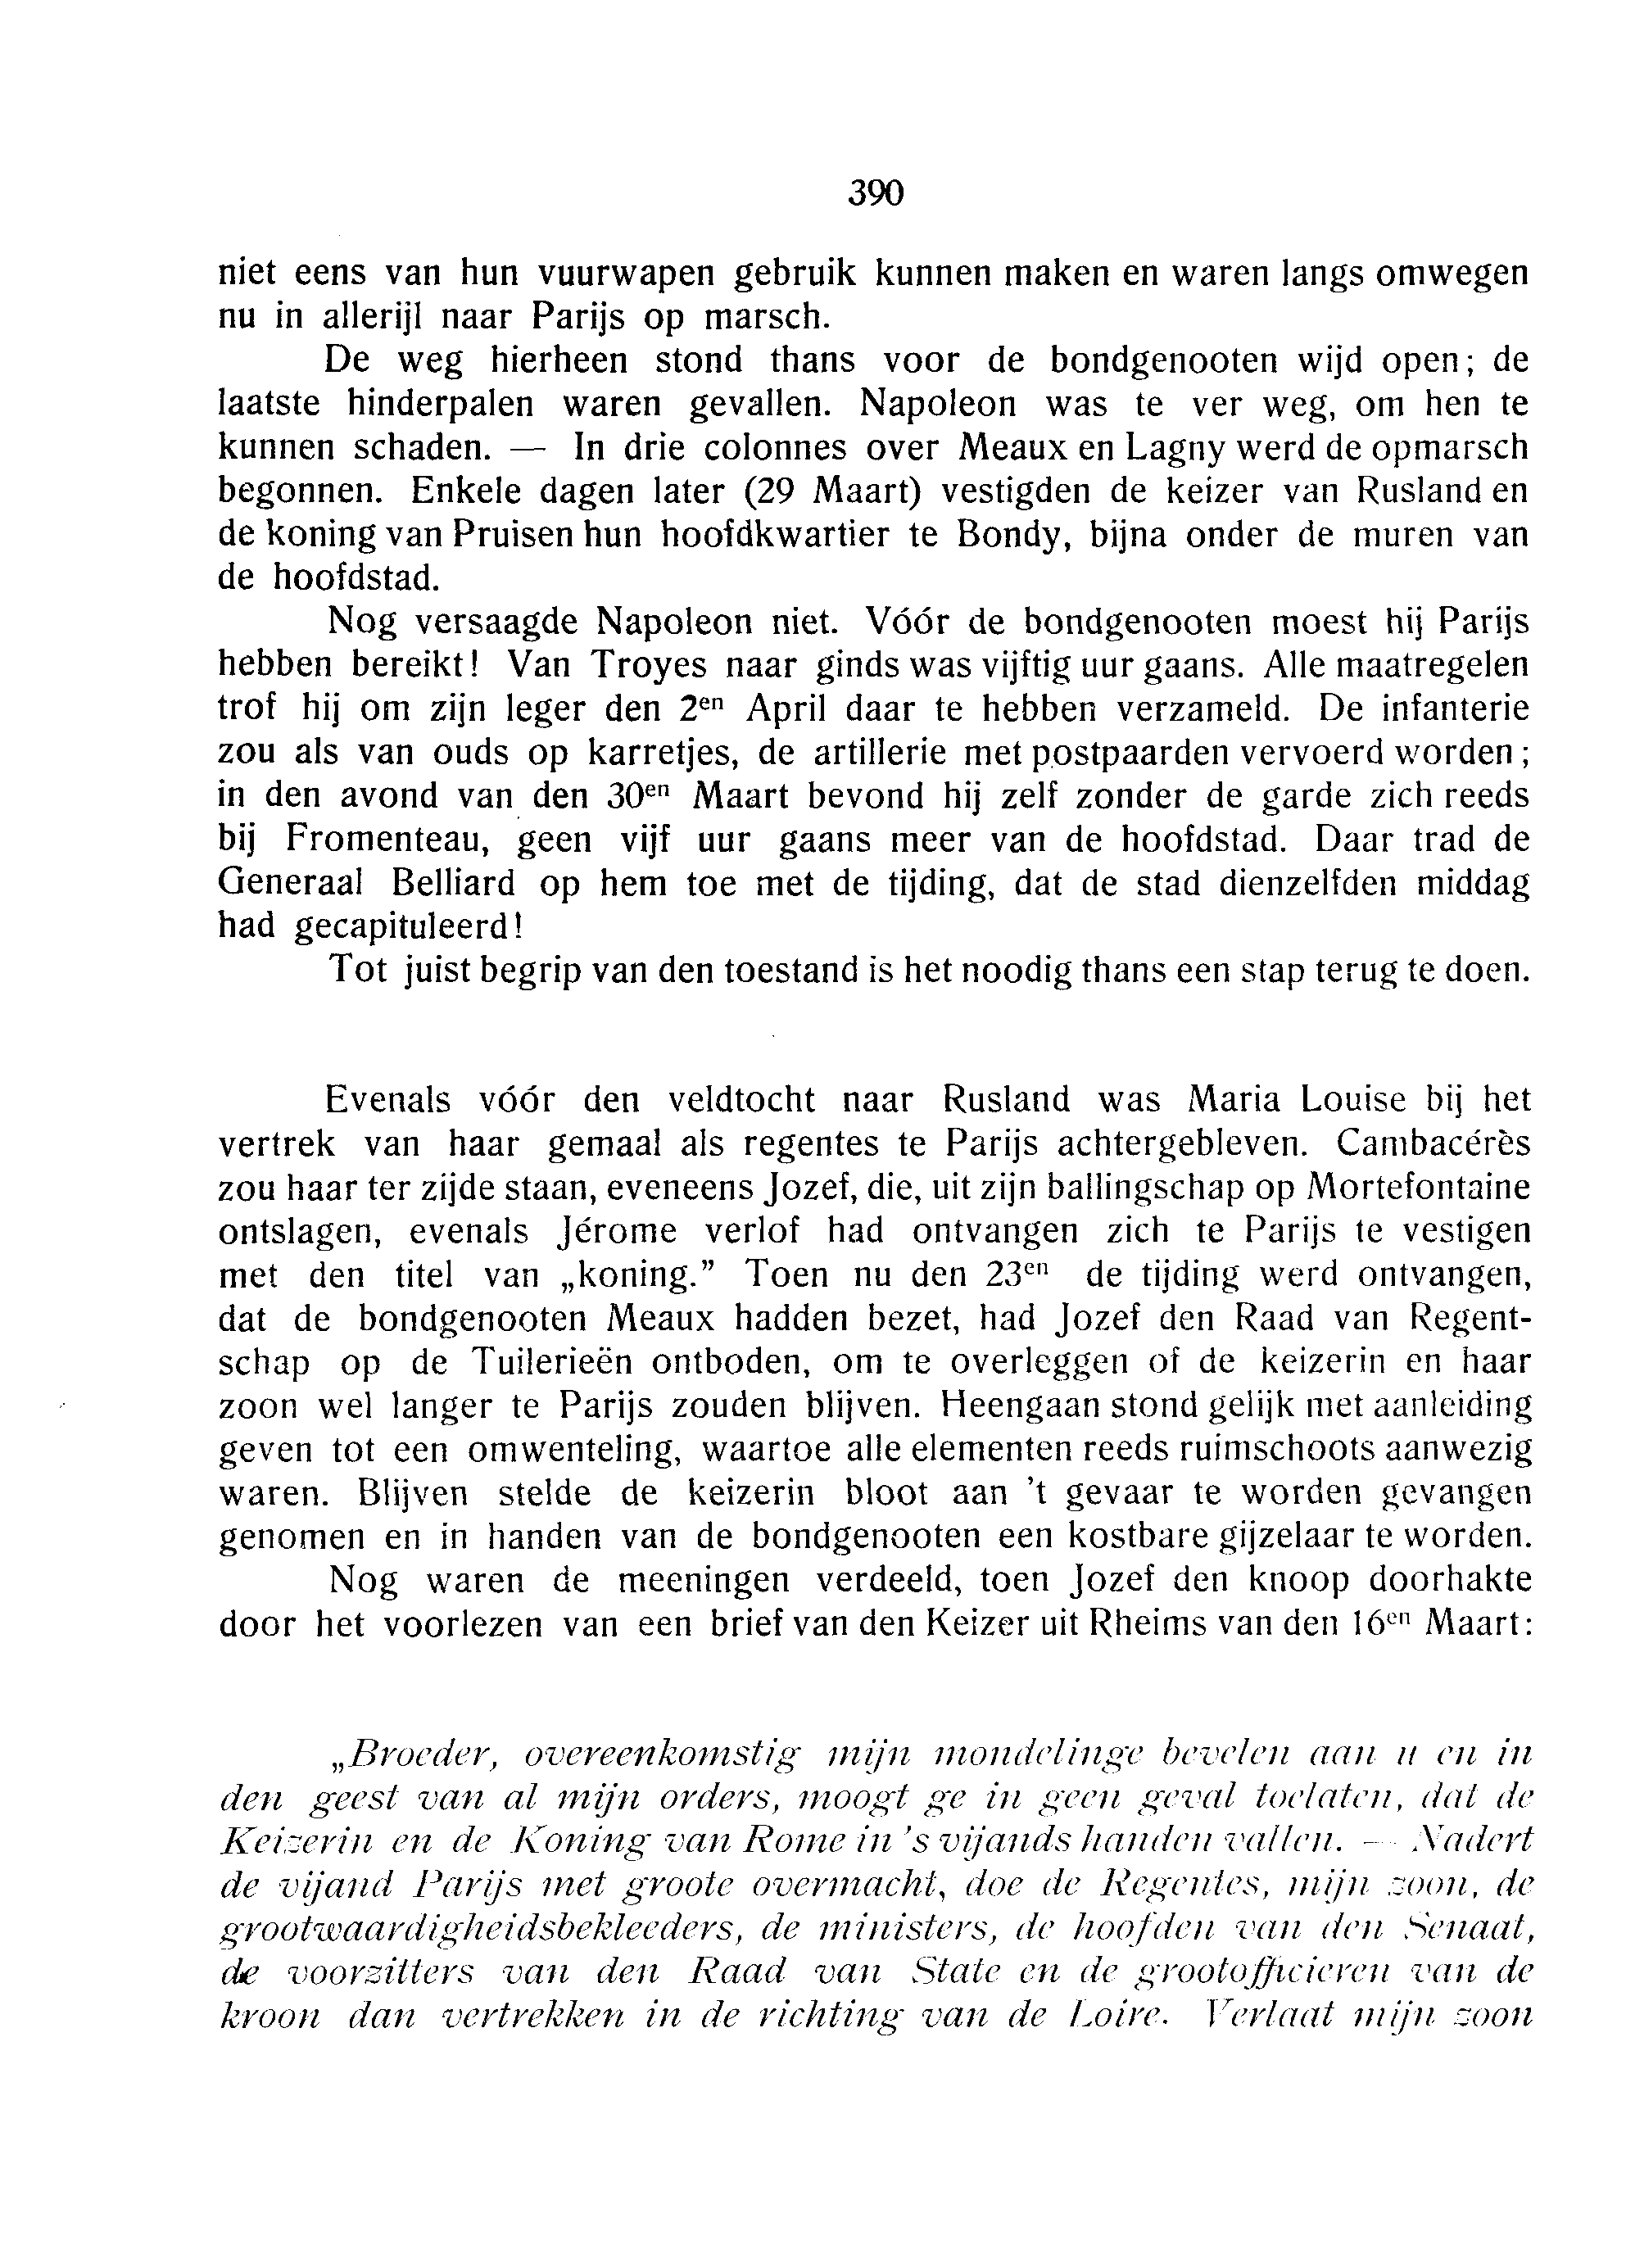 390
niet eens van hun vuurwapen gebruik kunnen maken en waren langs omwegen
nu in allerijl naar Parijs op marsch.
De weg hierheen stond thans voor de bondgenooten wijd open; de
laatste hinderpalen waren gevallen. Napoleon was te ver weg, om hen te
kunnen schaden. — In drie colonnes over Meaux en Lagny werd de opmarsch
begonnen. Enkele dagen later (29 Maart) vestigden de keizer van Rusland en
de koning van Pruisen hun hoofdkwartier te Bondy, bijna onder de muren van
de hoofdstad.
Nog versaagde Napoleon niet. Vóór de bondgenooten moest hij Parijs
hebben bereikt! Van Troyes naar ginds was vijftig uur gaans. Alle maatregelen
trof hij om zijn leger den 2en April daar te hebben verzameld. De infanterie
zou als van ouds op karretjes, de artillerie met postpaarden vervoerd worden;
in den avond van den 30en Maart bevond hij zelf zonder de garde zich reeds
bij Fromenteau, geen vijf uur gaans meer van de hoofdstad. Daar trad de
Generaal Belliard op hem toe met de tijding, dat de stad dienzelfden middag
had gecapituleerd!
Tot juist begrip van den toestand is het noodig thans een stap terug te doen.
Evenals vóór den veldtocht naar Rusland was Maria Louise bij het
vertrek van haar gemaal als regentes te Parijs achtergebleven. Cambacérès
zou haar ter zijde staan, eveneens Jozef, die, uit zijn ballingschap op Mortefontaine
ontslagen, evenals Jérome verlof had ontvangen zich te Parijs te vestigen
met den titel van „koning.” Toen nu den 23en de tijding werd ontvangen,
dat de bondgenooten Meaux hadden bezet, had Jozef den Raad van Regent-
schap op de Tuilerieën ontboden, om te overleggen of de keizerin en haar
zoon wel langer te Parijs zouden blijven. Heengaan stond gelijk met aanleiding
geven tot een omwenteling, waartoe alle elementen reeds ruimschoots aanwezig
waren. Blijven stelde de keizerin bloot aan 't gevaar te worden gevangen
genomen en in handen van de bondgenooten een kostbare gijzelaar te worden.
Nog waren de meeningen verdeeld, toen Jozef den knoop doorhakte
door het voorlezen van een brief van den Keizer uit Rheims van den 16en Maart:
„Broeder, overeenkomstig mijn mondelinge bevelen aan u en in
den geest van al mijn orders, moogt ge in geen geval toelaten, dat de
Keizerin en de Koning van Rome in 's vijands handen vallen. — Nadert
de vijand Parijs met groote overmacht, doe de Regentes, mijn zoon, de
grootwaardigheidsbekleeders, de ministers, de hoofden van den Senaat,
de voorzitters van den Raad van State en de grootofficieren van de
kroon dan vertrekken in de richting van de Loire. Verlaat mijn zoon